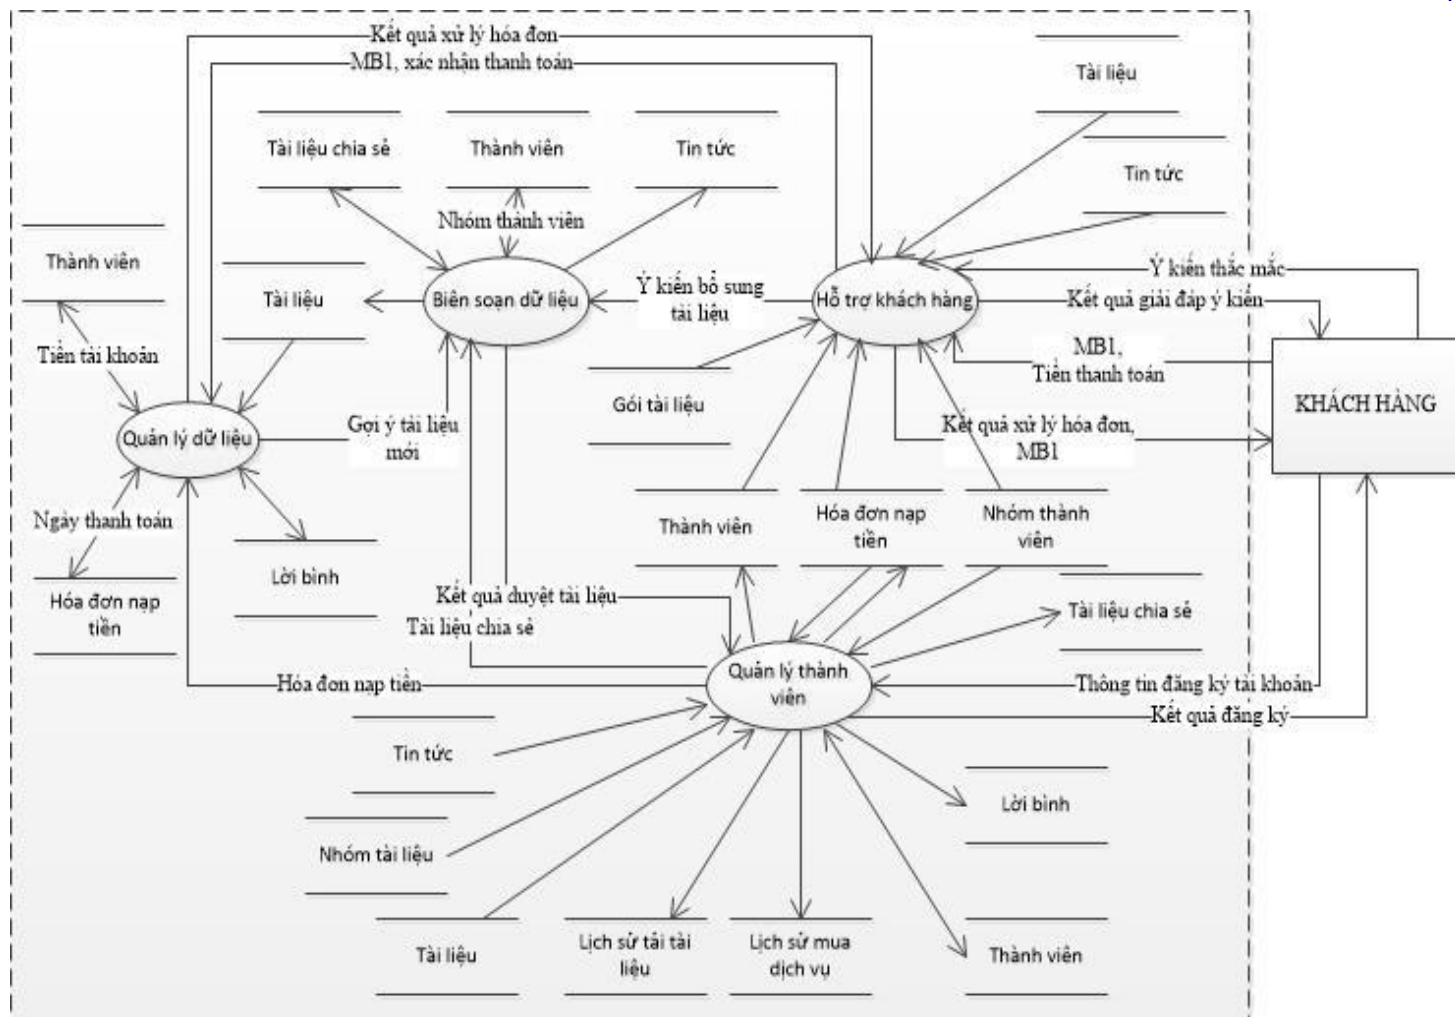 Kết quả xử lý hóa đơn
MB1, xác nhận thanh toán
Tài liệu
Tài liệu chia sẻ
Thành viên
Tin tức
Tin tức
Nhóm thành viên
Thành viên
Tài liệu
Biên soạn dữ liệu
Ý kiến bổ sung
tài liệu
Hỗ trợ khách hàng
Ý kiến thắc mắc
Kết quả giải đáp ý kiến
Tiền tài khoản
MB1,
Tiền thanh toán
Gói tài liệu
KHÁCH HÀNG
Quản lý dữ liệu
Gợi ý tài liệu
mới
Kết quả xử lý hóa đơn,
MB1
Ngày thanh toán
Thành viên
Hóa đơn nạp
tiền
Nhóm thành
viên
Lời bình
Hóa đơn nạp
tiền
Kết quả duyệt tài liệu
Tài liệu chia sẻ
Tài liệu chia sẻ
Quản lý thành
viên
Hóa đơn nạp tiền
Thông tin đăng ký tài khoản
Kết quả đăng ký
Tin tức
Lời bình
Nhóm tài liệu
Tài liệu
Lịch sử tải tài
liệu
Lịch sử mua
dịch vụ
Thành viên